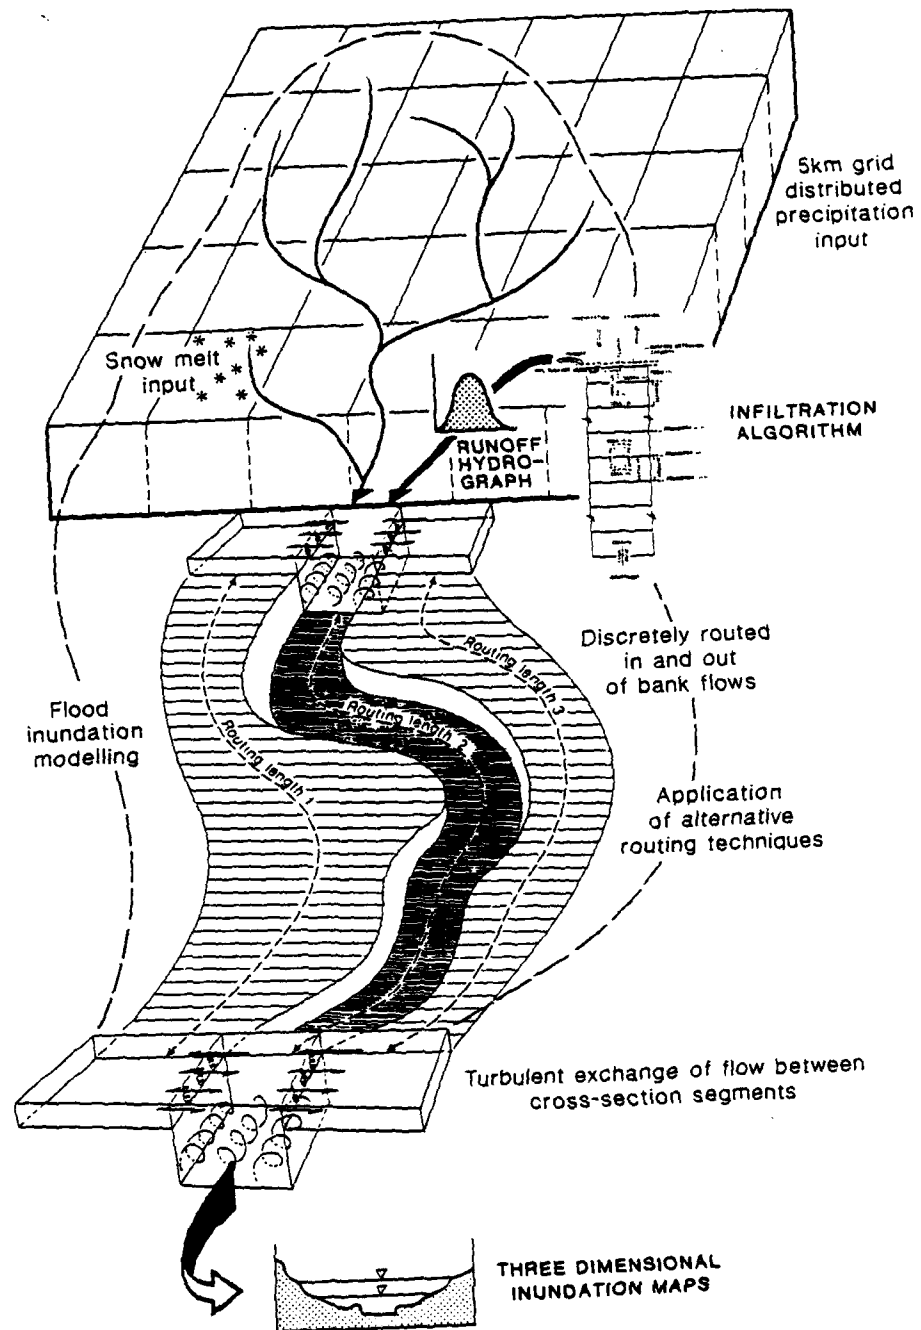 5km grid
distributed
precipitation
input
Snow melt
input
INFILTRATION
ALGORITHM
RUNOFF
HYDRO-
GRAPH
Discretely routed
in and out
of bank flows
Routing length 3
Routing length 2
Routing length 1
Flood
inundation
modelling
Application
of alternative
routing techniques
Turbulent exchange of flow between
cross-section segments
THREE DIMENSIONAL
INUNDATION MAPS